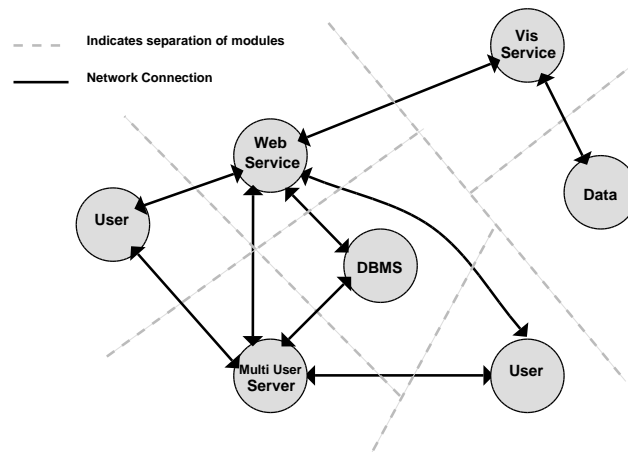 Indicates separation of modules
Network Connection
Vis
Service
Web
Service
Data
User
DBMS
Multi User
Server
User